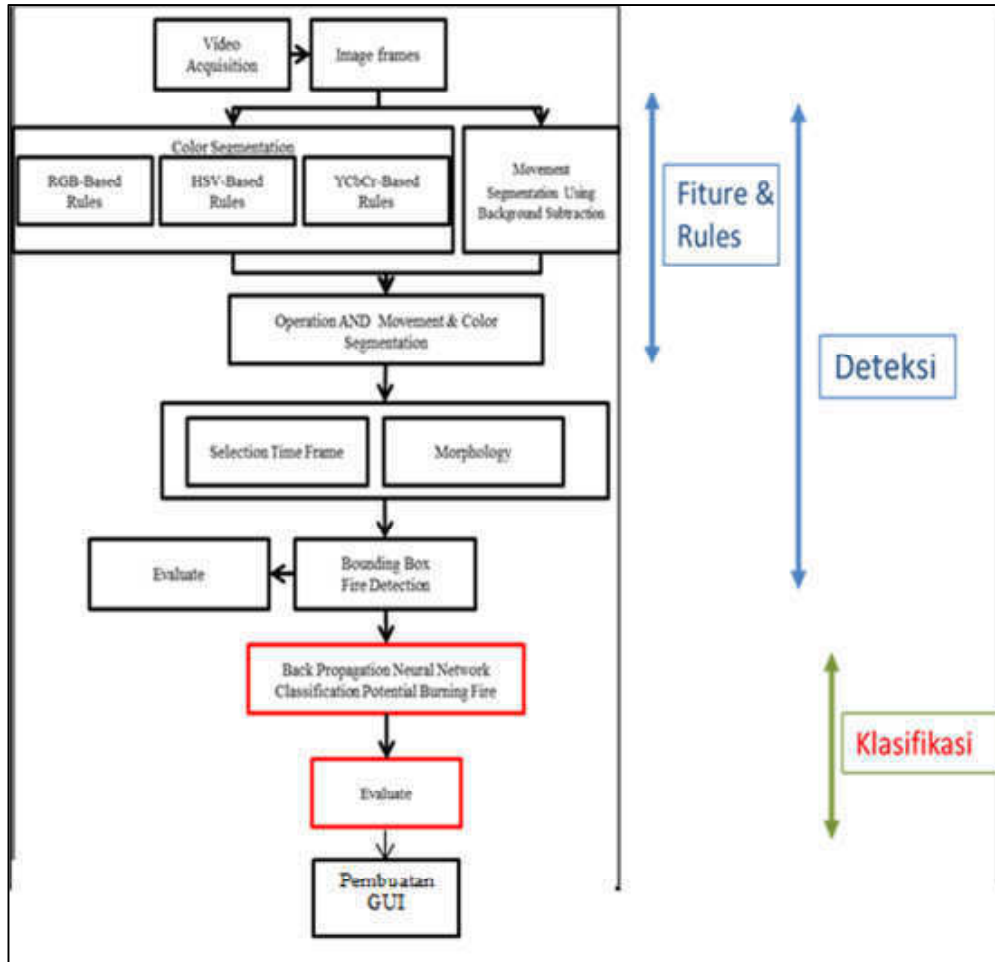 Video
Acquisition
Image frames
Color Segmentation
RGB-Based
Rules
HSV-Based
Rules
YCbCr-Based
Rules
Movement
Segmentation Using
Background Subtraction
Operation AND Movement & Color
Segmentation
Selection Time Frame
Morphology
Evaluate
Bounding Box
Fire Detection
Back Propagation Neural Network
Classification Potential Burning Fire
Evaluate
Pembuatan
GUI
Fiture &
Rules
Deteksi
Klasifikasi